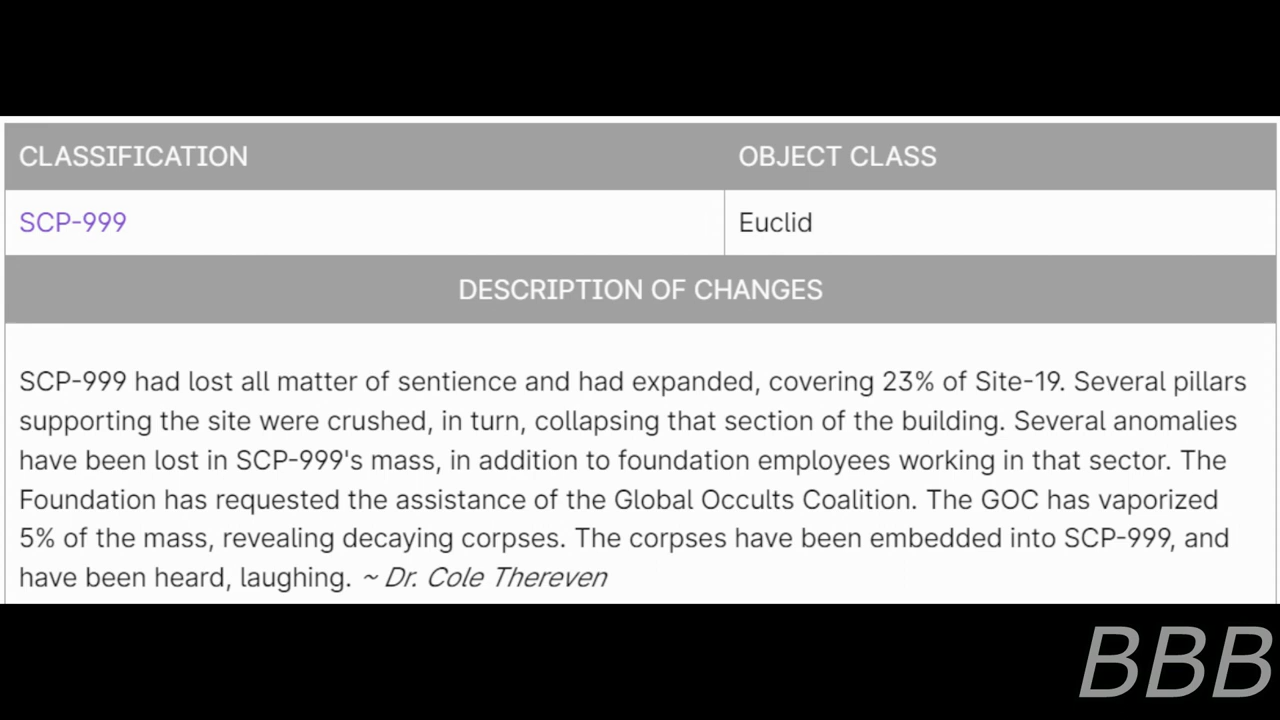 CLASSIFICATION
OBJECT CLASS
SCP-999
Euclid
DESCRIPTION OF CHANGES
SCP-999 had lost all matter of sentience and had expanded, covering 23% of Site-19. Several pillars
supporting the site were crushed, in turn, collapsing that section of the building. Several anomalies
have been lost in SCP-999's mass, in addition to foundation employees working in that sector. The
Foundation has requested the assistance of the Global Occults Coalition. The GOC has vaporized
5% of the mass, revealing decaying corpses. The corpses have been embedded into SCP-999, and
have been heard, laughing. ~ Dr. Cole Thereven
BBB